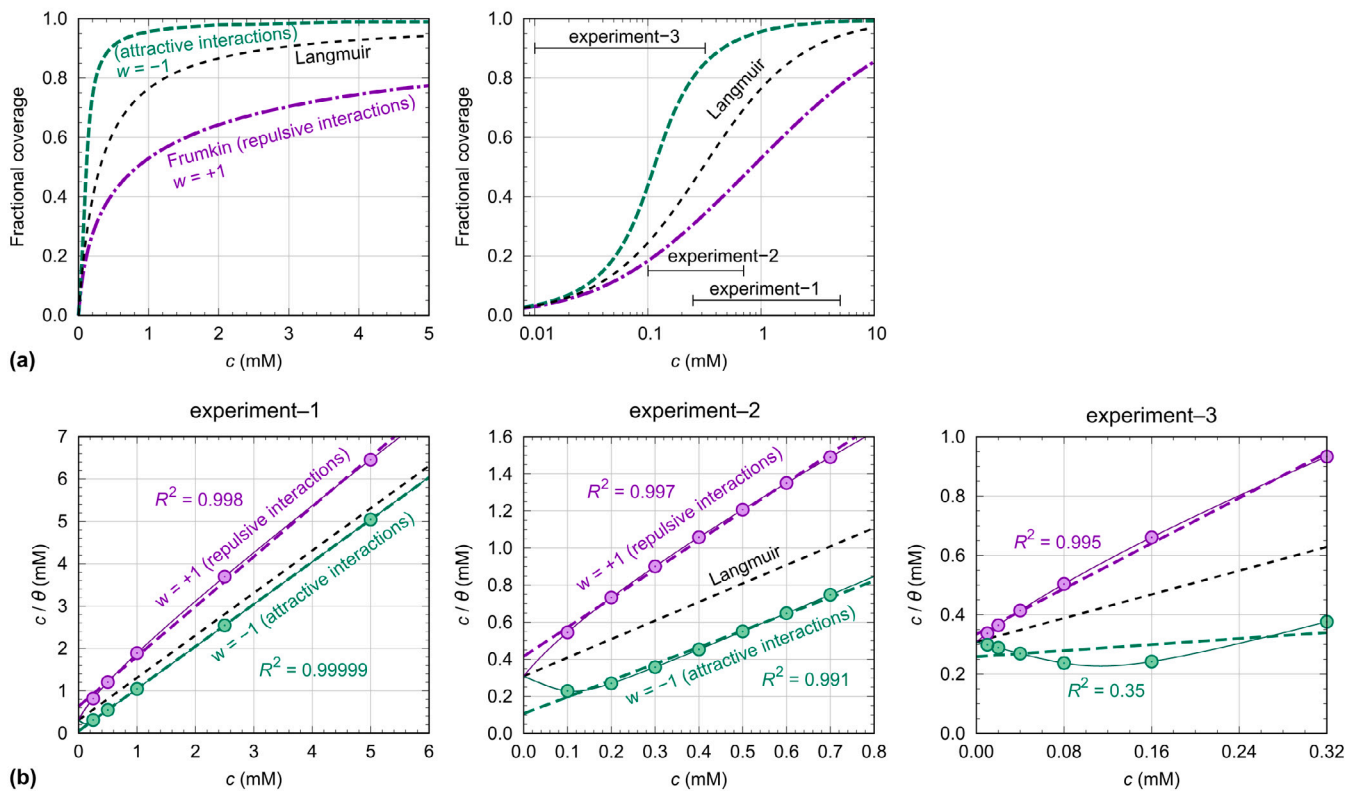 1.0
0.8
0.6
0.4
0.2
0.0
Fractional coverage
(attractive interactions)
w = −1
Langmuir
Frumkin (repulsive interactions)
w = +1
0 1 2 3 4 5
c (mM)
(a)
1.0
0.8
0.6
0.4
0.2
0.0
Fractional coverage
experiment−3
Langmuir
experiment−2
experiment−1
0.01 0.1 1 10
c (mM)
experiment–1
7
6
5
4
3
2
1
0
c / θ (mM)
R² = 0.998
w = +1 (repulsive interactions)
w = −1 (attractive interactions)
R² = 0.99999
0 1 2 3 4 5 6
c (mM)
(b)
experiment–2
1.6
1.4
1.2
1.0
0.8
0.6
0.4
0.2
0.0
c / θ (mM)
R² = 0.997
w = +1 (repulsive interactions)
Langmuir
w = −1 (attractive interactions)
R² = 0.991
0.0 0.1 0.2 0.3 0.4 0.5 0.6 0.7 0.8
c (mM)
experiment–3
1.0
0.8
0.6
0.4
0.2
0.0
c / θ (mM)
R² = 0.995
R² = 0.35
0.00 0.08 0.16 0.24 0.32
c (mM)